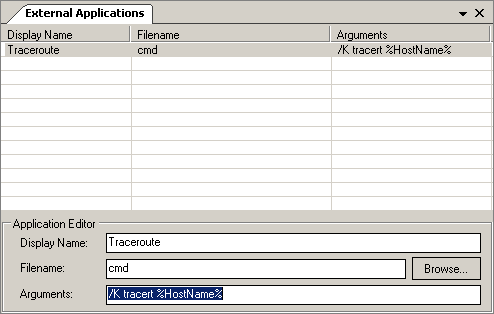 External Applications
Display Name Filename Arguments
Traceroute cmd /K tracert %HostName%
Application Editor
Display Name: Traceroute
Filename: cmd Browse...
Arguments: /K tracert %HostName%